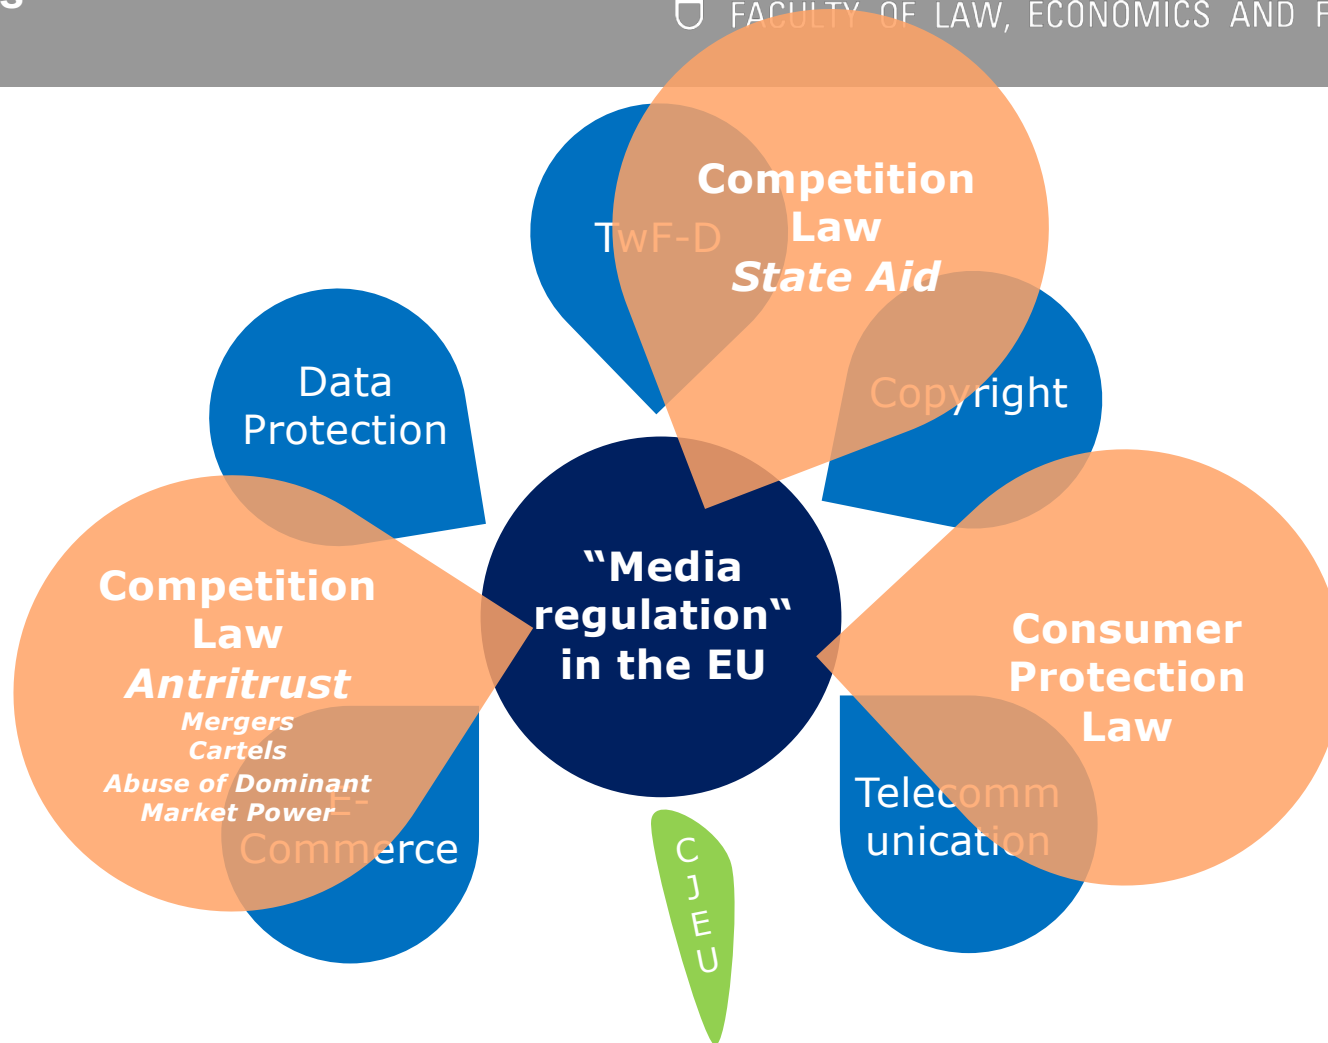 s
FACULTY OF LAW, ECONOMICS AND F
Competition
Law
State Aid
TwF-D
Data
Protection
Copyright
"Media
regulation"
in the EU
Competition
Law
Antritrust
Mergers
Cartels
Abuse of Dominant
Market Power
E-
Commerce
Consumer
Protection
Law
Telecomm
unication
C
J
E
U